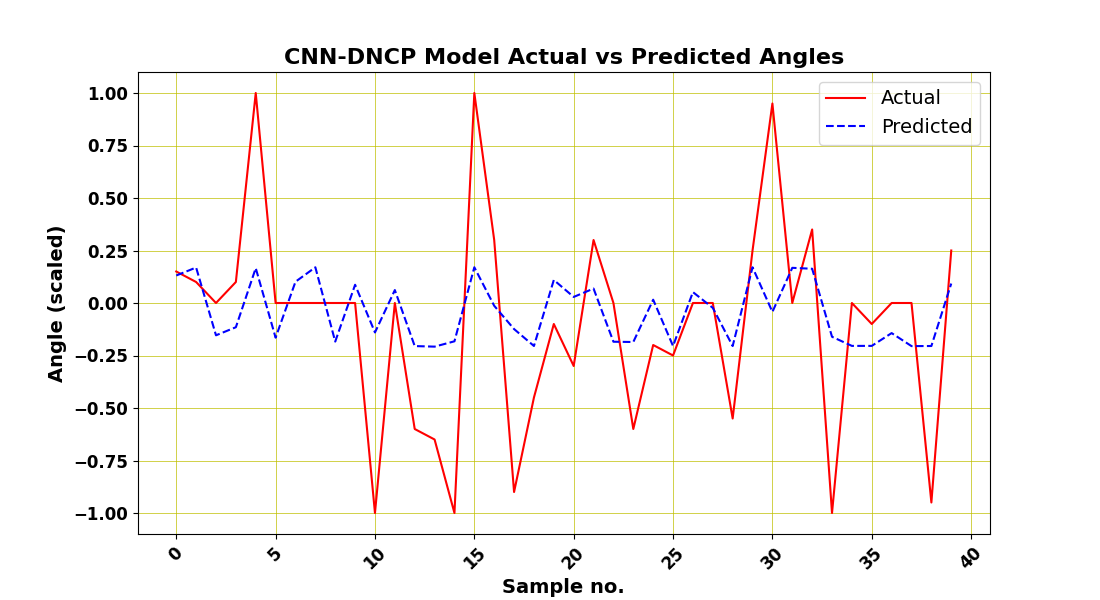 CNN-DNCP Model Actual vs Predicted Angles
Actual
Predicted
Angle (scaled)
1.00
0.75
0.50
0.25
0.00
−0.25
−0.50
−0.75
−1.00
0 5 10 15 20 25 30 35 40
Sample no.